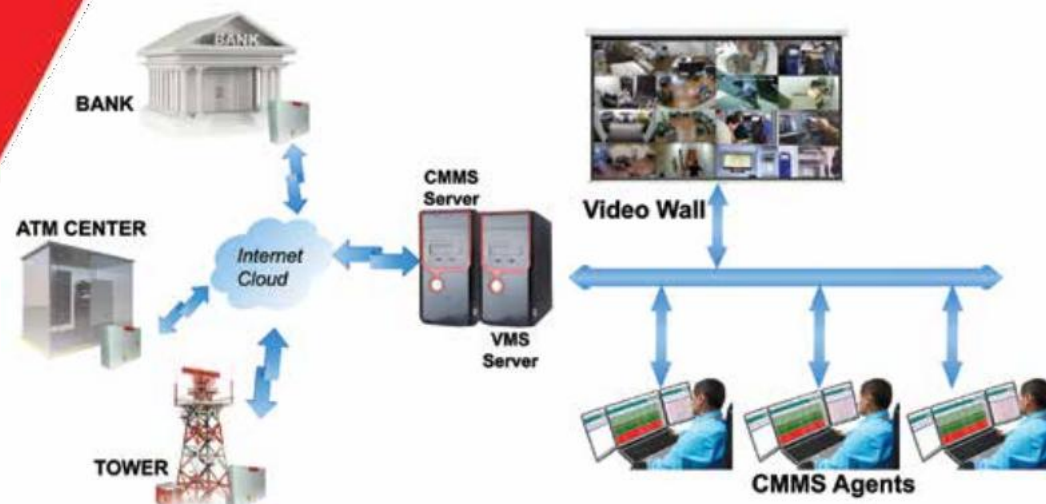 BANK
BANK
ATM CENTER
Internet
Cloud
TOWER
CMMS
Server
VMS
Server
Video Wall
CMMS Agents